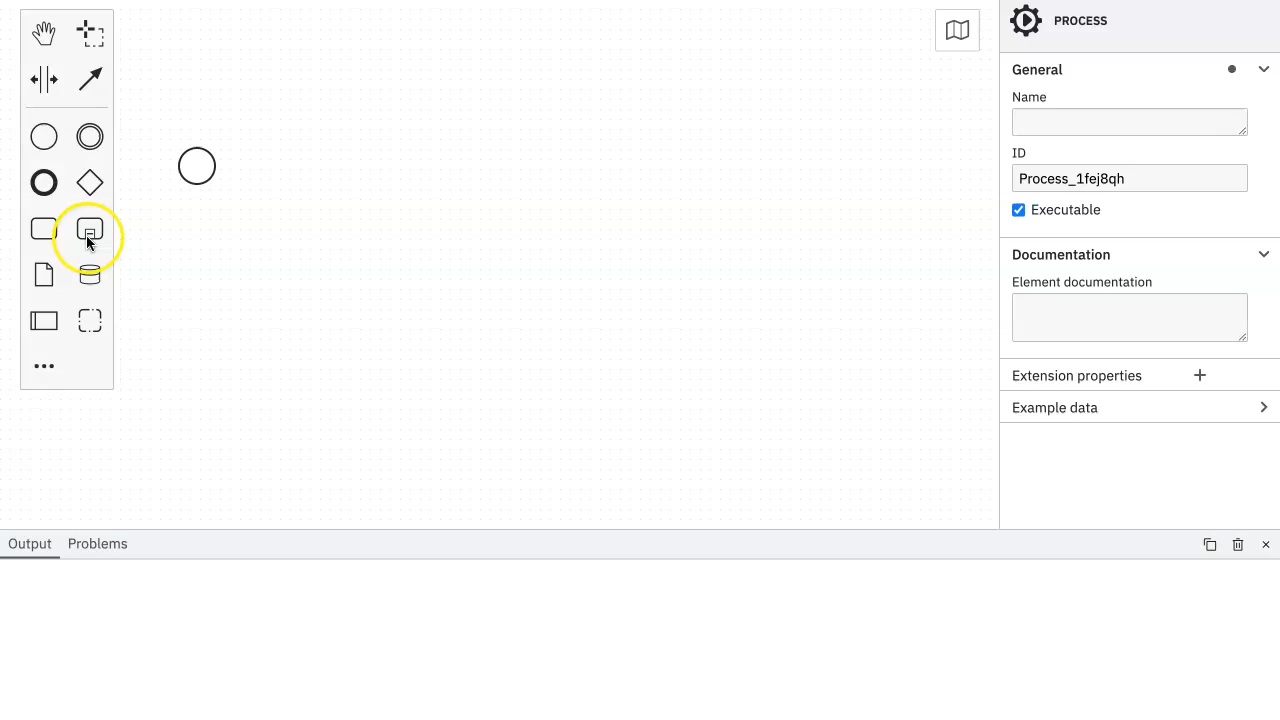 PROCESS
General
Name
ID
Process_1fej8qh
Executable
Documentation
Element documentation
Extension properties
Example data
Output Problems